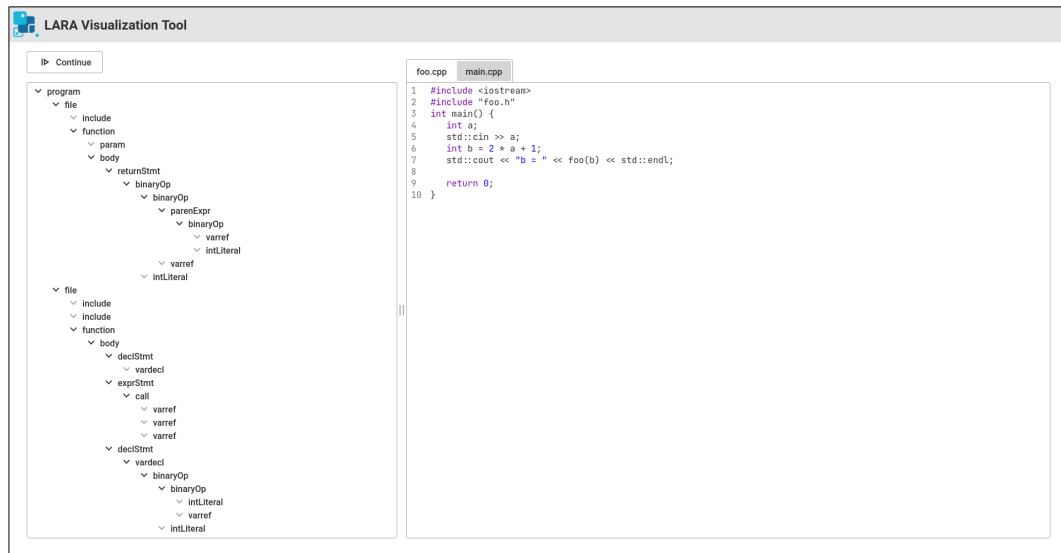 LARA Visualization Tool
Continue
program
file
include
function
param
body
returnStmt
binaryOp
binaryOp
parenExpr
binaryOp
varref
intLiteral
varref
intLiteral
file
include
include
function
body
declStmt
vardecl
exprStmt
call
varref
varref
varref
declStmt
vardecl
binaryOp
binaryOp
intLiteral
varref
intLiteral
foo.cpp main.cpp
1 #include <iostream>
2 #include "foo.h"
3 int main() {
4 int a;
5 std::cin >> a;
6 int b = 2 * a + 1;
7 std::cout << "b = " << foo(b) << std::endl;
8
9 return 0;
10 }